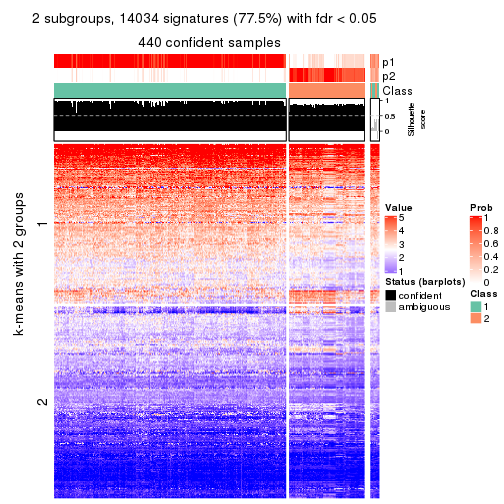 2 subgroups, 14034 signatures (77.5%) with fdr < 0.05
440 confident samples
p1
p2
Class
1
0.5
0
Silhouette
score
k-means with 2 groups
1
2
Value
5
4
3
2
1
Status (barplots)
confident
ambiguous
Prob
1
0.8
0.6
0.4
0.2
0
Class
1
2